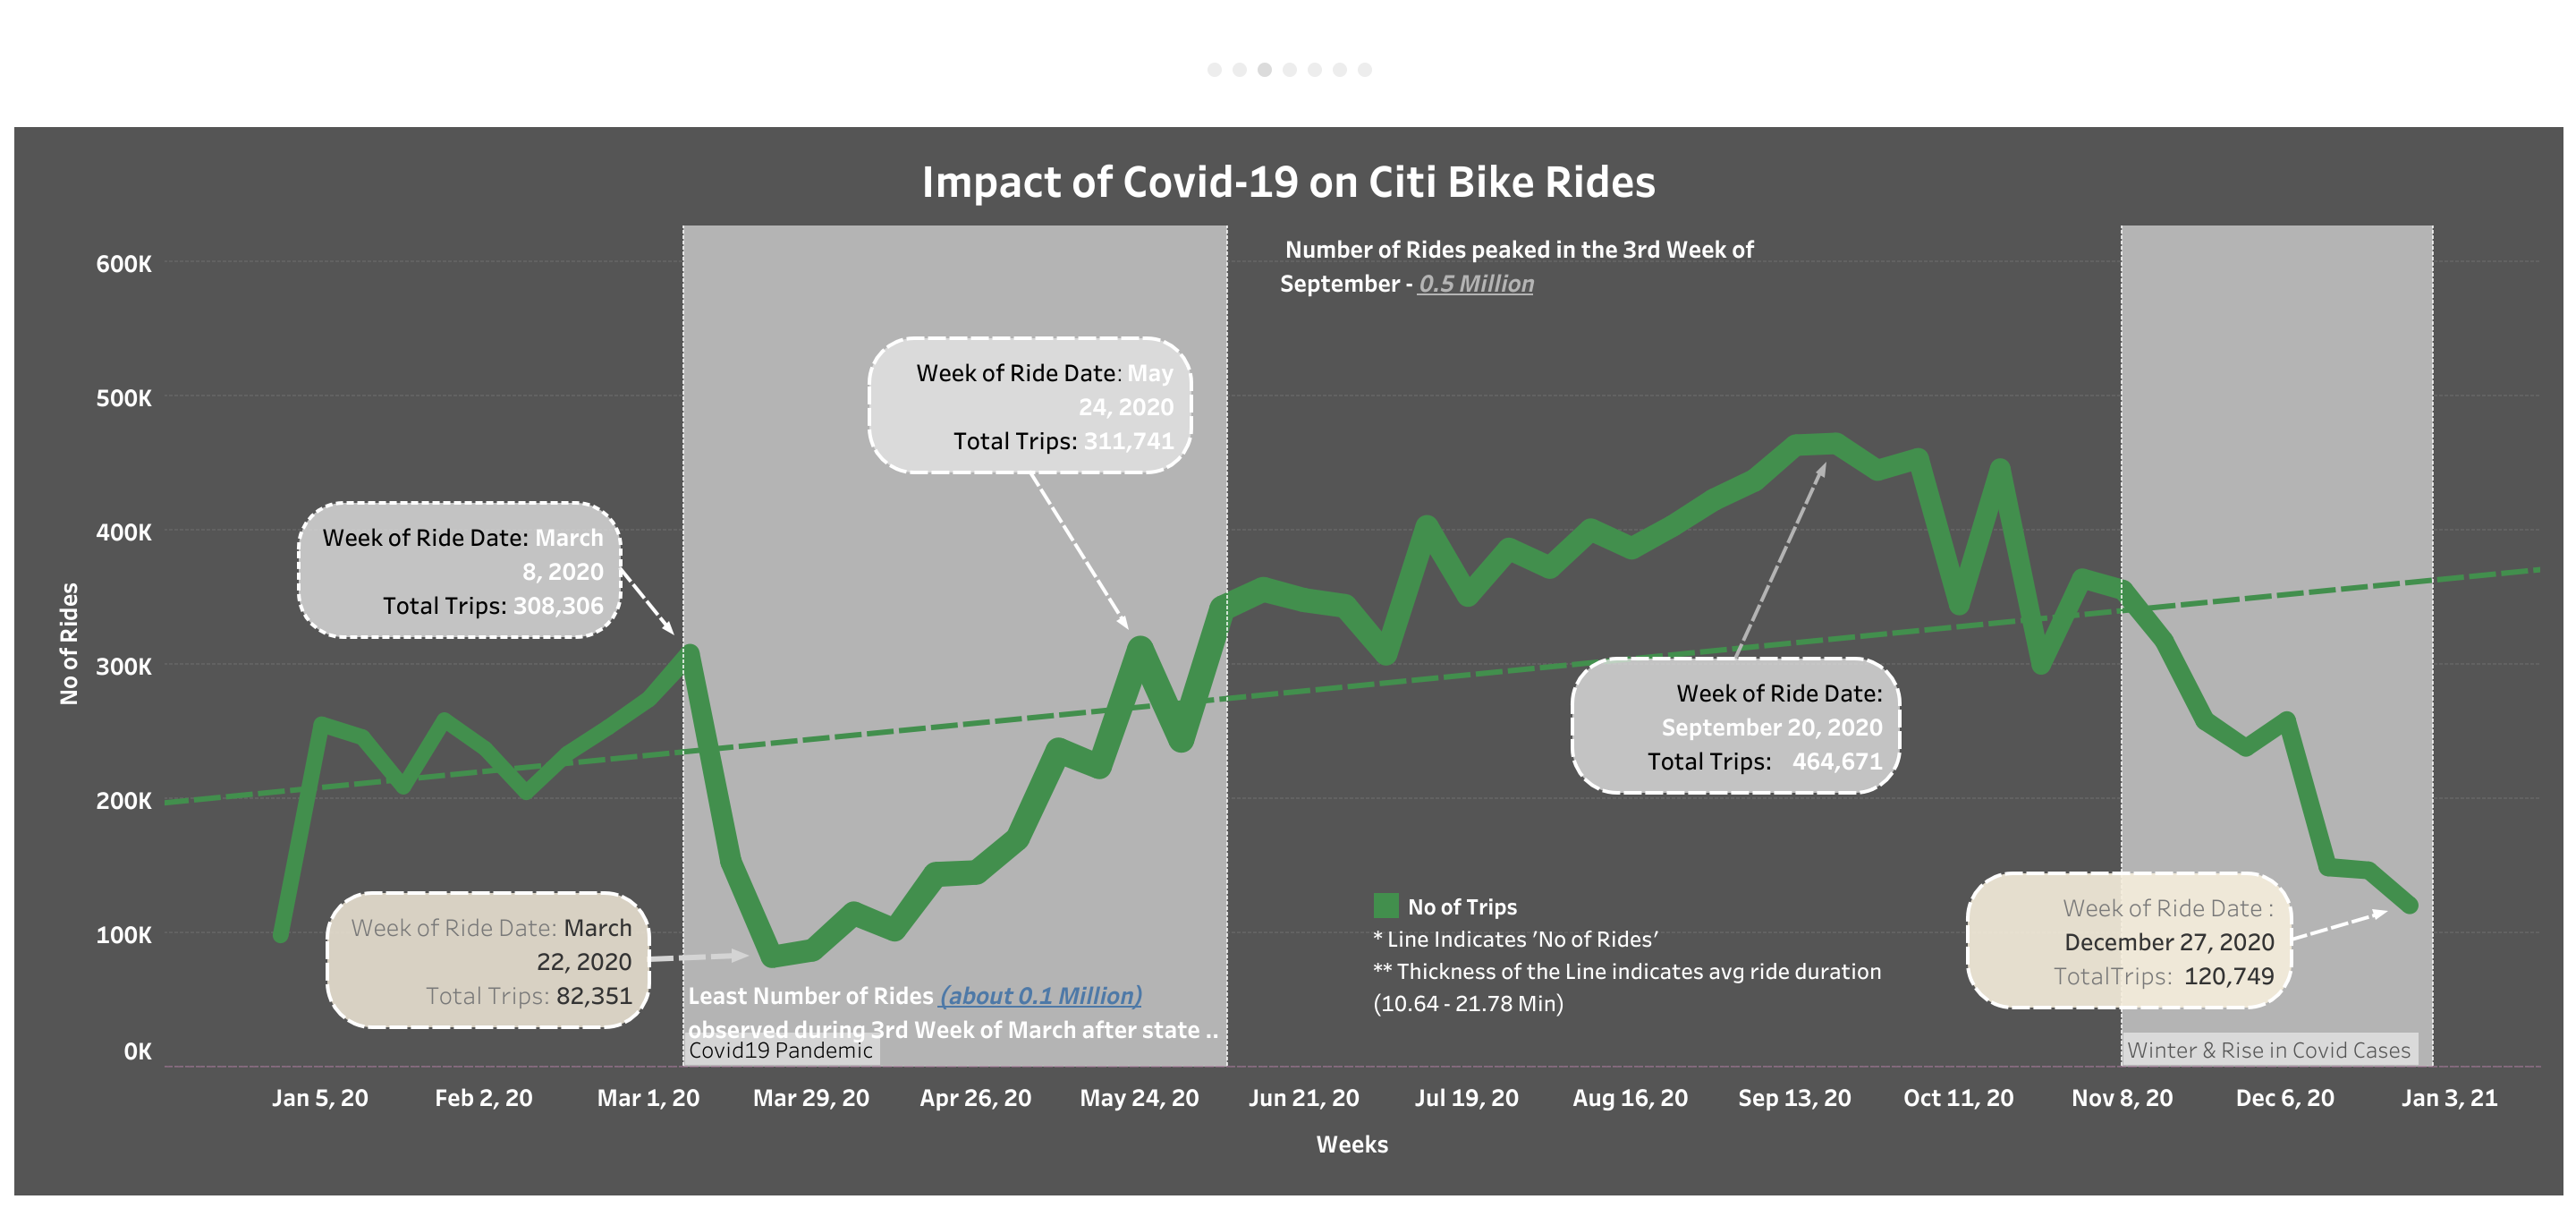 Impact of Covid-19 on Citi Bike Rides
Number of Rides peaked in the 3rd Week of
September - 0.5 Million
600K
500K
400K
300K
200K
100K
0K
No of Rides
Week of Ride Date: May
24, 2020
Total Trips: 311,741
Week of Ride Date: March
8, 2020
Total Trips: 308,306
Week of Ride Date:
September 20, 2020
Total Trips: 464,671
Week of Ride Date: March
22, 2020
Total Trips: 82,351
Least Number of Rides (about 0.1 Million)
observed during 3rd Week of March after state ..
Covid19 Pandemic
No of Trips
* Line Indicates 'No of Rides'
** Thickness of the Line indicates avg ride duration
(10.64 - 21.78 Min)
Week of Ride Date :
December 27, 2020
TotalTrips: 120,749
Winter & Rise in Covid Cases
Jan 5, 20
Feb 2, 20
Mar 1, 20
Mar 29, 20
Apr 26, 20
May 24, 20
Jun 21, 20
Jul 19, 20
Aug 16, 20
Sep 13, 20
Oct 11, 20
Nov 8, 20
Dec 6, 20
Jan 3, 21
Weeks